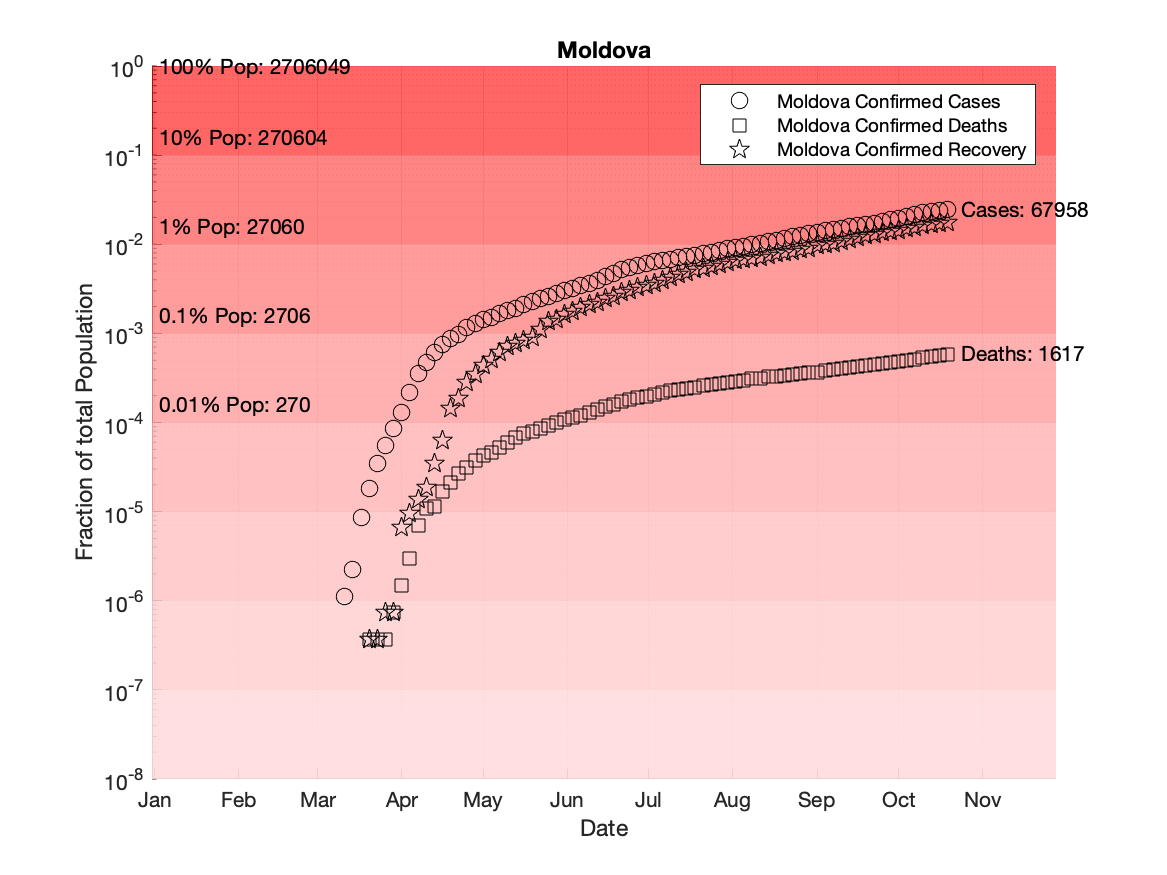 Moldova
10^0
100% Pop: 2706049
Moldova Confirmed Cases
Moldova Confirmed Deaths
Moldova Confirmed Recovery
10% Pop: 270604
10^-1
1% Pop: 27060
10^-2
0.1% Pop: 2706
10^-3
0.01% Pop: 270
10^-4
10^-5
10^-6
10^-7
10^-8
Cases: 67958
Deaths: 1617
Fraction of total Population
Jan Feb Mar Apr May Jun Jul Aug Sep Oct Nov
Date